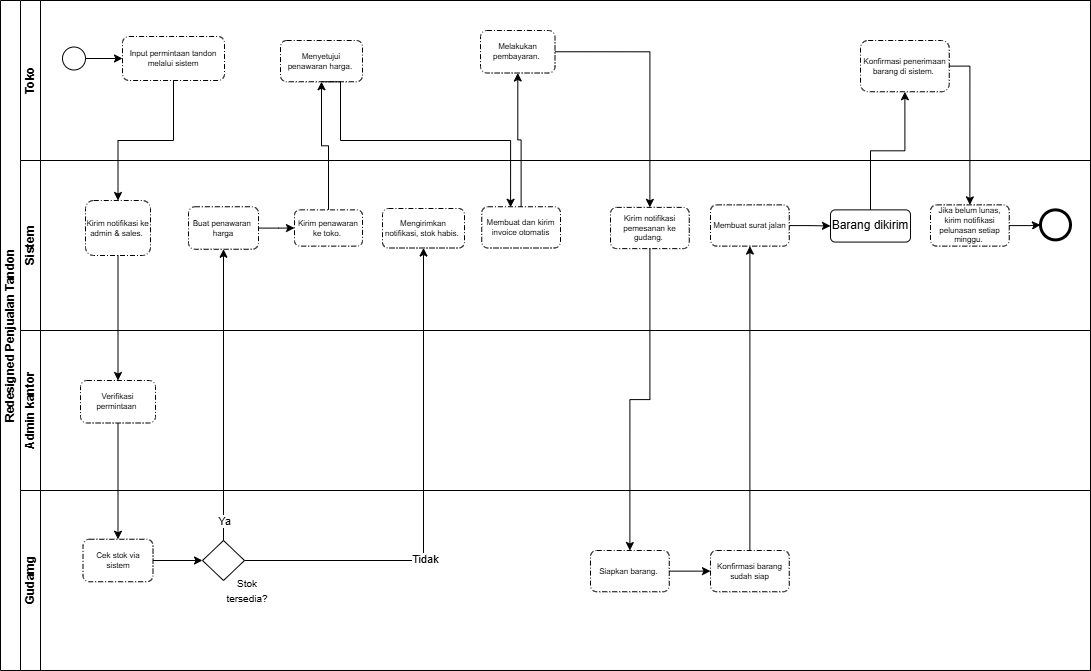 Redesigned Penjualan Tandon
Toko
Input permintaan tandon
melalui sistem
Menyetujui
penawaran harga.
Melakukan
pembayaran.
Konfirmasi penerimaan
barang di sistem.
Sistem
Kirim notifikasi ke
admin & sales.
Buat penawaran
harga
Kirim penawaran
ke toko.
Mengirimkan
notifikasi, stok habis.
Membuat dan kirim
invoice otomatis
Kirim notifikasi
pemesanan ke
gudang.
Membuat surat jalan
Barang dikirim
Jika belum lunas,
kirim notifikasi
pelunasan setiap
minggu.
Admin kantor
Verifikasi
permintaan
Gudamg
Cek stok via
sistem
Ya
Stok
tersedia?
Tidak
Siapkan barang.
Konfirmasi barang
sudah siap